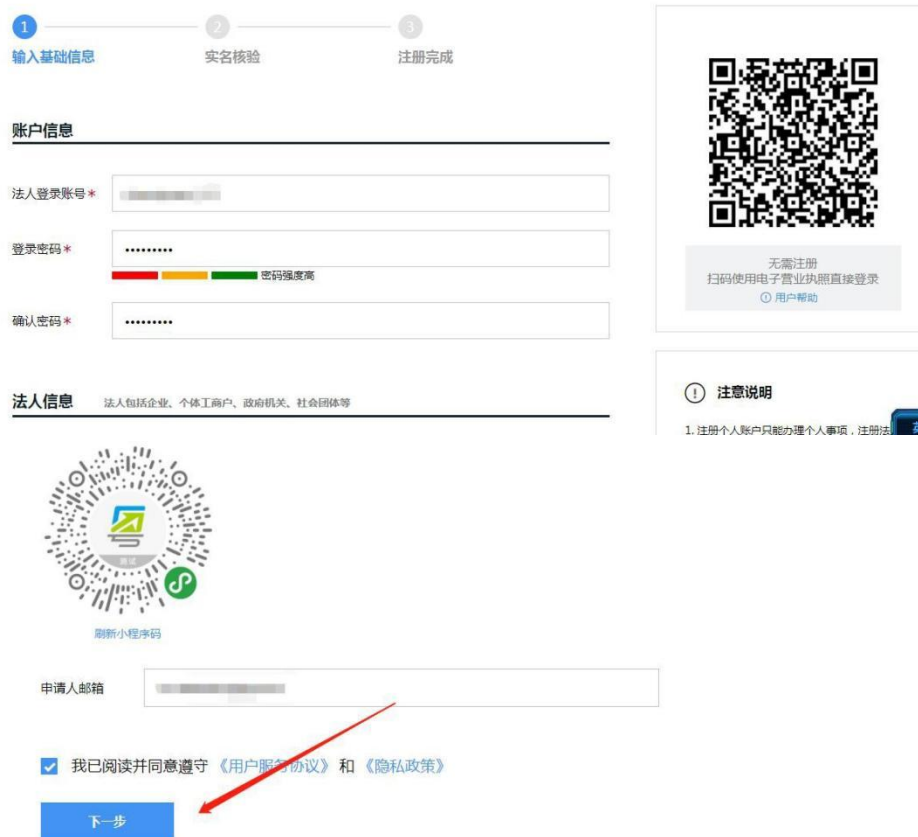 1
2
3
输入基础信息
实名核验
注册完成
账户信息
法人登录账号*
登录密码*
密码强度高
确认密码*
法人信息 法人包括企业、个体工商户、政府机关、社会团体等
无需注册
扫码使用电子营业执照直接登录
用户帮助
注意说明
1. 注册个人账户只能办理个人事项，注册法
测试
刷新小程序码
申请人邮箱
我已阅读并同意遵守《用户服务协议》和《隐私政策》
下一步